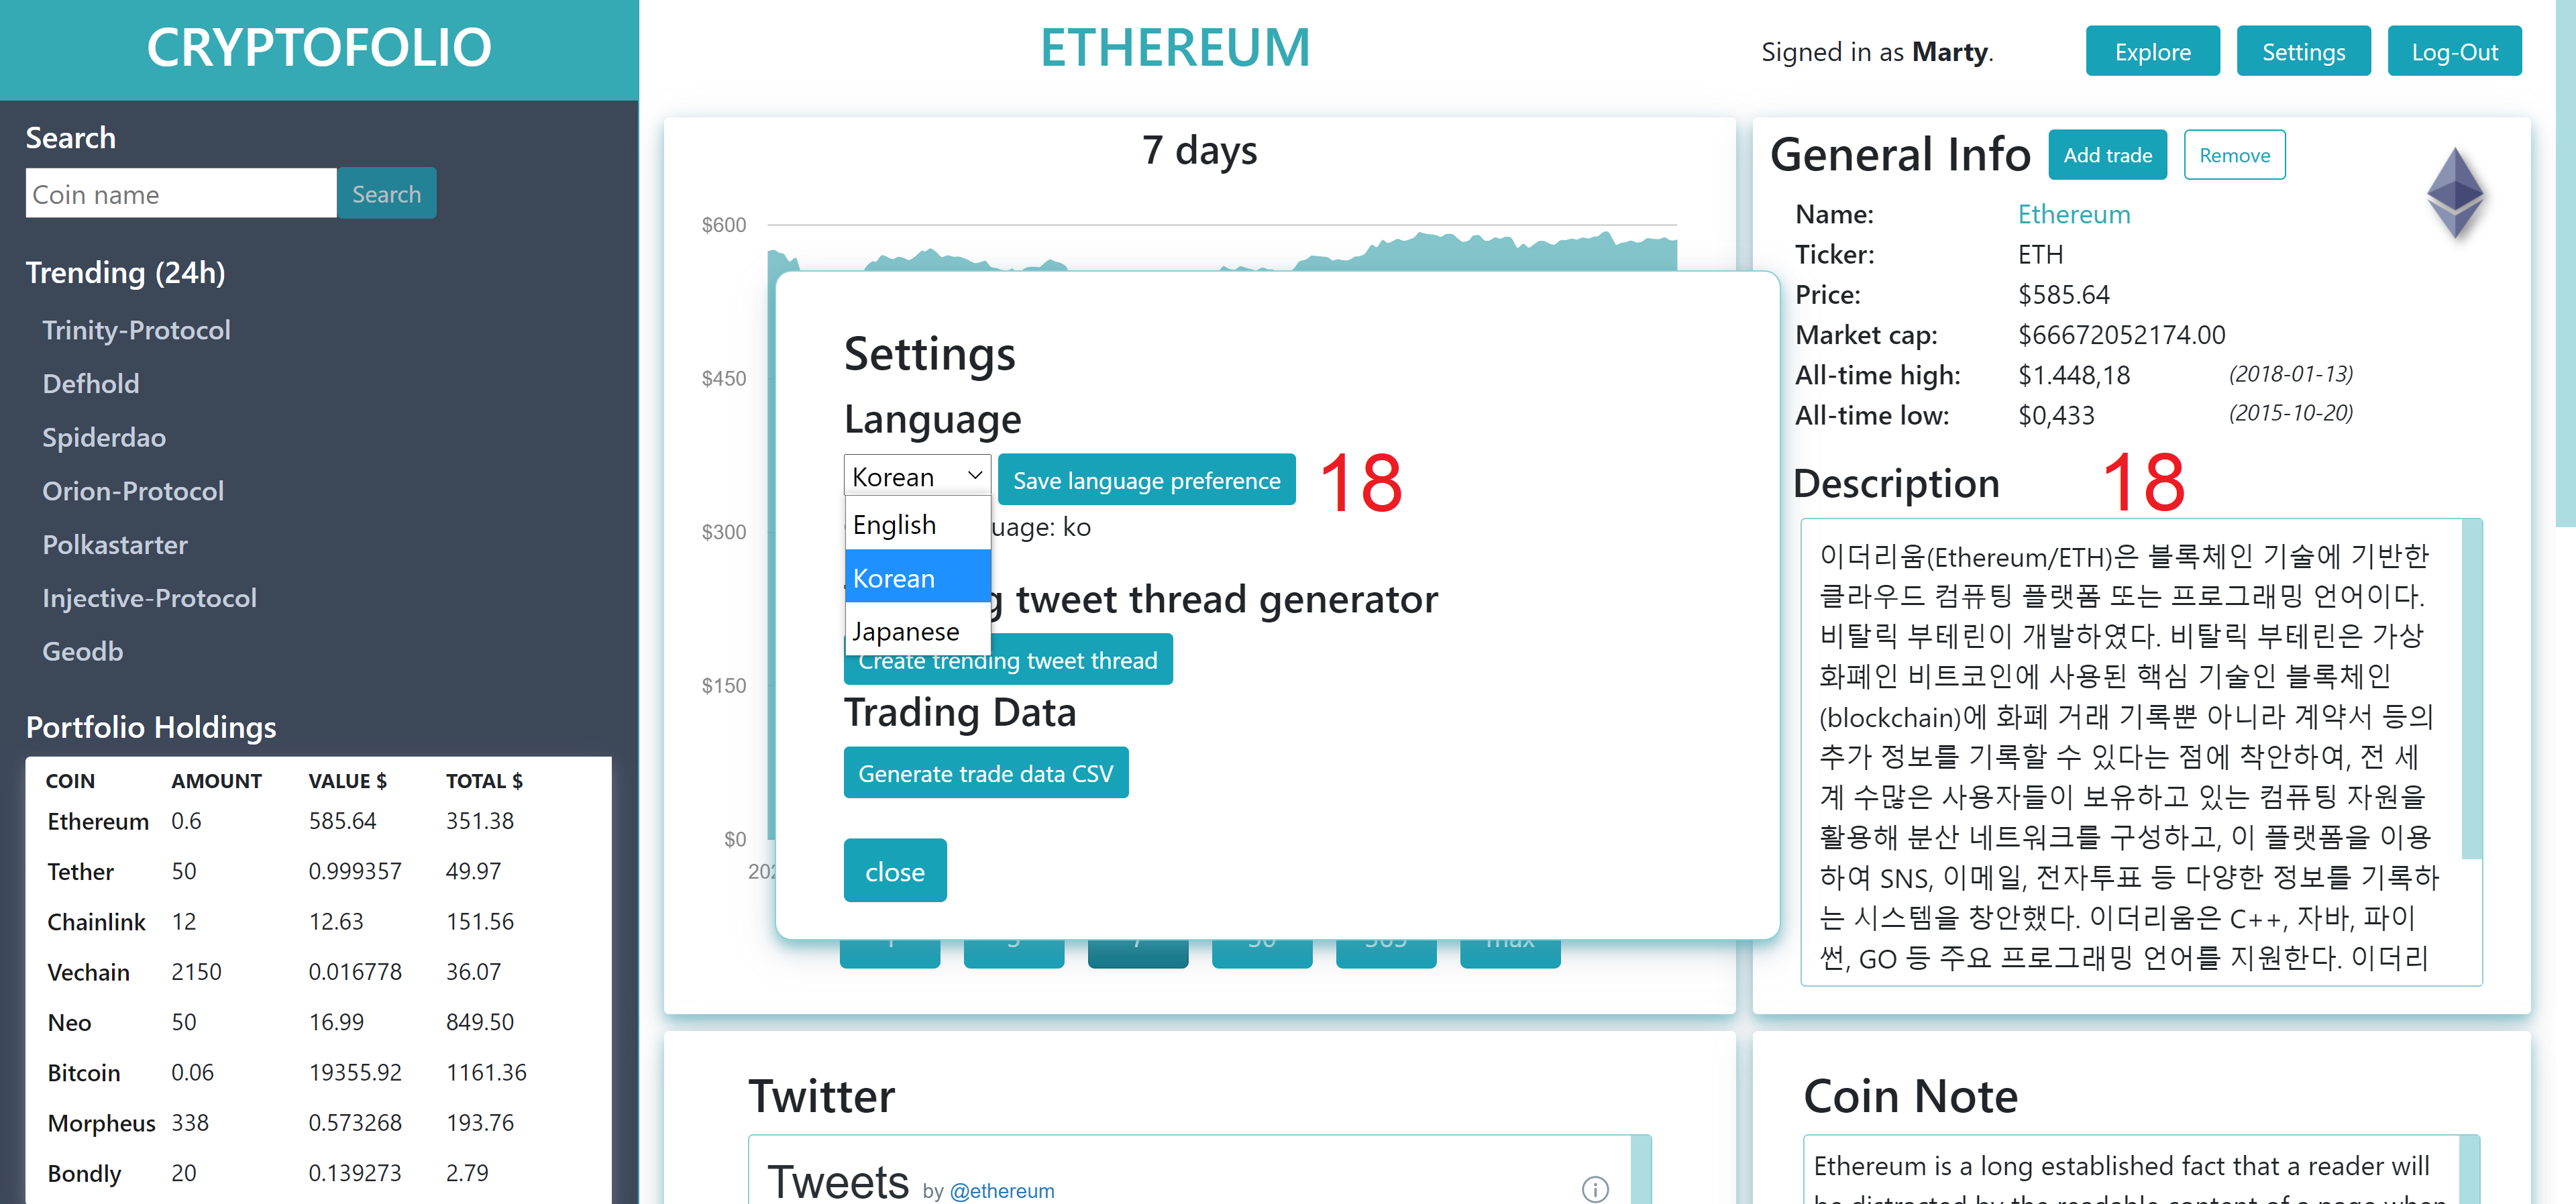 CRYPTOFOLIO
ETHEREUM
Signed in as Marty.
Explore
Settings
Log-Out
Search
Coin name
Search
Trending (24h)
Trinity-Protocol
Defhold
Spiderdao
Orion-Protocol
Polkastarter
Injective-Protocol
Geodb
Portfolio Holdings
COIN AMOUNT VALUE $ TOTAL $
Ethereum 0.6 585.64 351.38
Tether 50 0.999357 49.97
Chainlink 12 12.63 151.56
Vechain 2150 0.016778 36.07
Neo 50 16.99 849.50
Bitcoin 0.06 19355.92 1161.36
Morpheus 338 0.573268 193.76
Bondly 20 0.139273 2.79
7 days
$600
$450
$300
$150
$0
Settings
Language
Korean
Save language preference
18
English
Korean
Japanese
uage: ko
tweet thread generator
Create trending tweet thread
Trading Data
Generate trade data CSV
close
max
General Info
Add trade
Remove
Name: Ethereum
Ticker: ETH
Price: $585.64
Market cap: $66672052174.00
All-time high: $1.448,18 (2018-01-13)
All-time low: $0,433 (2015-10-20)
Description
18
이더리움(Ethereum/ETH)은 블록체인 기술에 기반한
클라우드 컴퓨팅 플랫폼 또는 프로그래밍 언어이다.
비탈릭 부테린이 개발하였다. 비탈릭 부테린은 가상
화폐인 비트코인에 사용된 핵심 기술인 블록체인
(blockchain)에 화폐 거래 기록뿐 아니라 계약서 등의
추가 정보를 기록할 수 있다는 점에 착안하여, 전 세
계 수많은 사용자들이 보유하고 있는 컴퓨팅 자원을
활용해 분산 네트워크를 구성하고, 이 플랫폼을 이용
하여 SNS, 이메일, 전자투표 등 다양한 정보를 기록하
는 시스템을 창안했다. 이더리움은 C++, 자바, 파이
썬, GO 등 주요 프로그래밍 언어를 지원한다. 이더리
Twitter
Tweets by @ethereum
Coin Note
Ethereum is a long established fact that a reader will
be distracted by the readable content of a page when